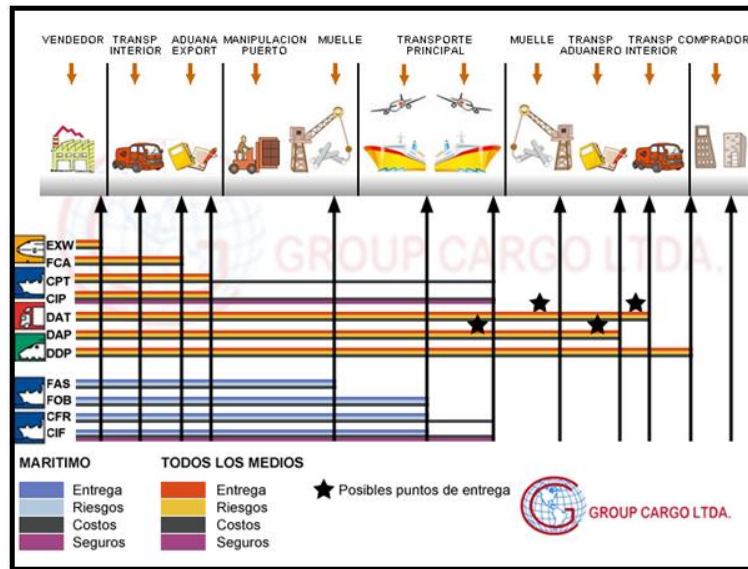 VENDEDOR
TRANSP INTERIOR
ADUANA EXPORT
MANIPULACION PUERTO
MUELLE
TRANSPORTE PRINCIPAL
MUELLE
TRANSP ADUANERO
TRANSP INTERIOR
COMPRADOR
GROUP CARGO LTDA.
EXW
FCA
CPT
CIP
DAT
DAP
DDP
FAS
FOB
CFR
CIF
MARITIMO
Entrega
Riesgos
Costos
Seguros
TODOS LOS MEDIOS
Entrega
Riesgos
Costos
Seguros
Posibles puntos de entrega
GROUP CARGO LTDA.